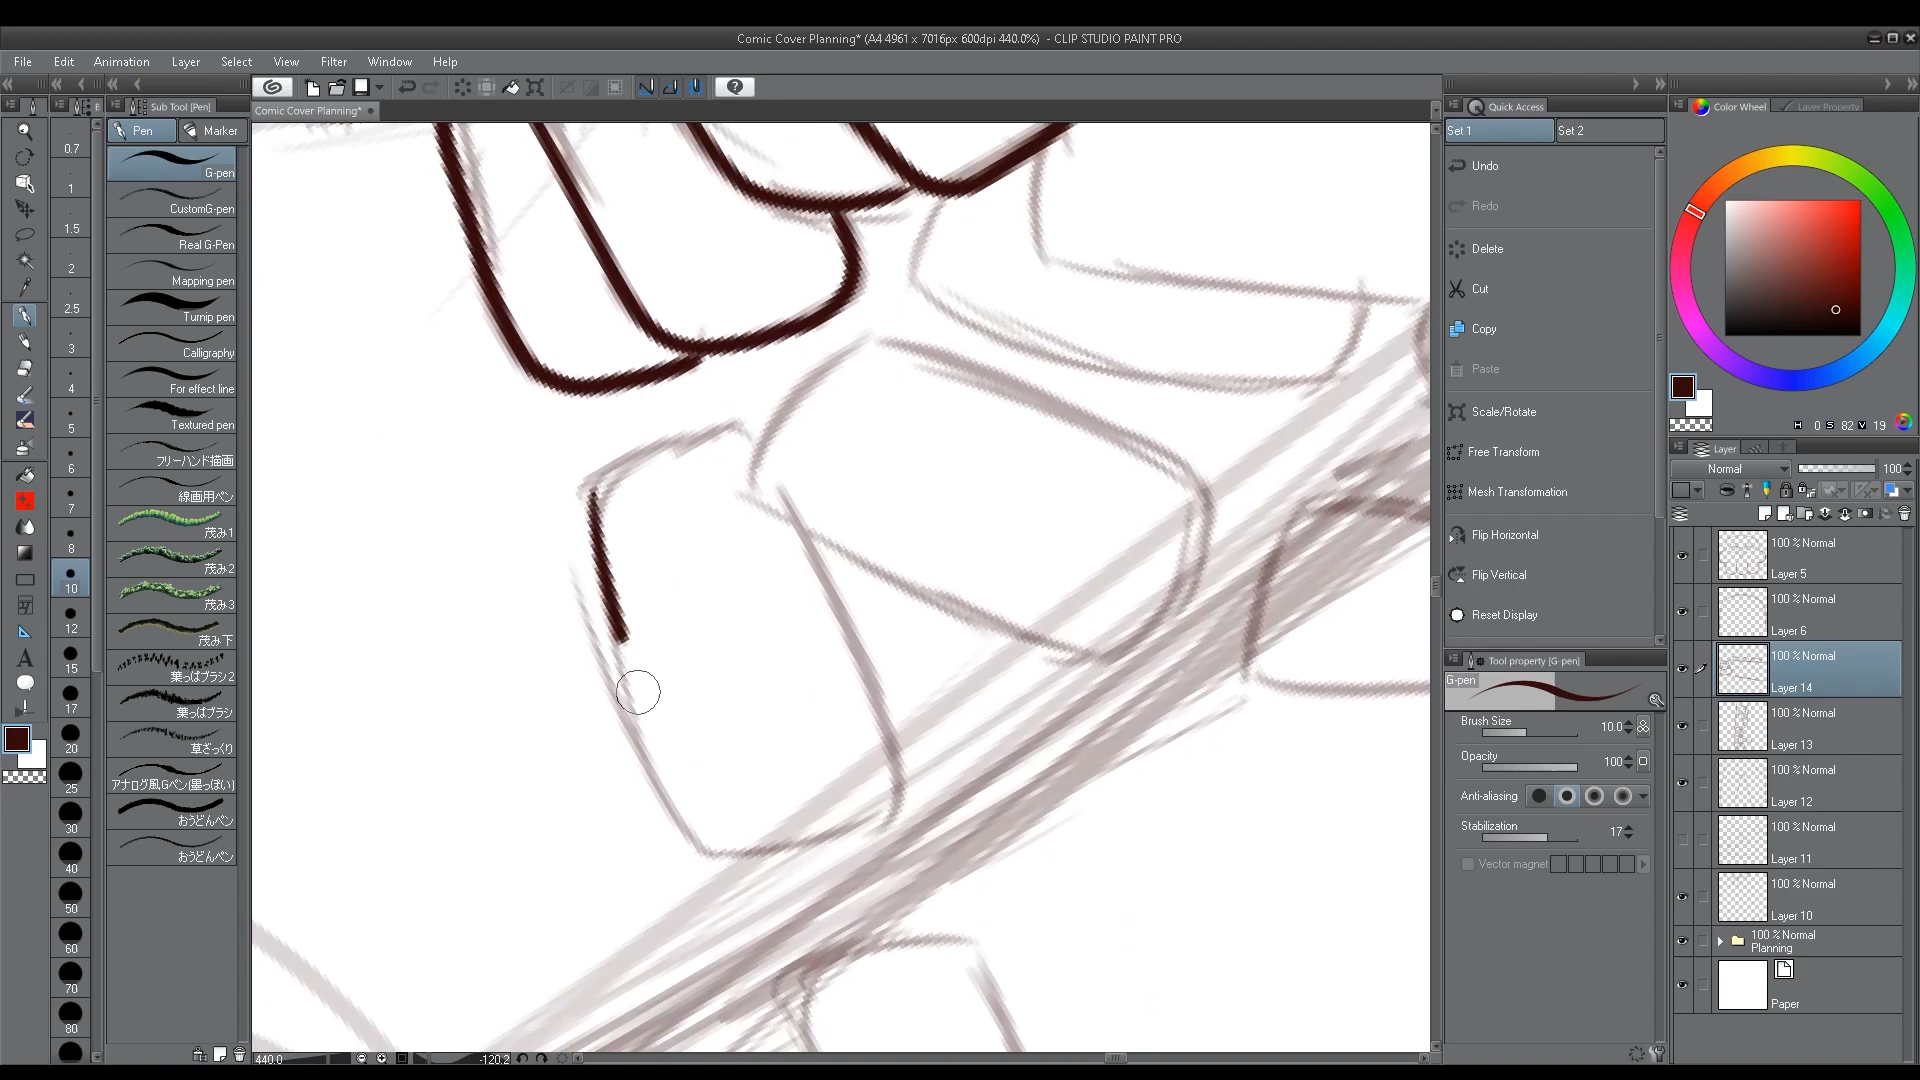 Comic Cover Planning* (A4 4961 x 7016px 600dpi 440.0%) - CLIP STUDIO PAINT PRO
File Edit Animation Layer Select View Filter Window Help
Comic Cover Planning*
B
Sub Tool [Pen]
Pen
Marker
G-pen
CustomG-pen
Real G-Pen
Mapping pen
Turnip pen
Calligraphy
For effect line
Textured pen
フリーハンド描画
線画用ペン
茂み1
茂み2
茂み3
茂み下
葉っぱブラシ2
葉っぱブラシ
草ざっくり
アナログ風Gペン(墨っぽい)
おうどんペン
おうどんペン
0.7
1
1.5
2
2.5
3
4
5
6
7
8
10
12
15
17
20
25
30
40
50
60
70
80
A
440.0
-120.2
Quick Access
Set 1
Set 2
Undo
Redo
Delete
Cut
Copy
Paste
Scale/Rotate
Free Transform
Mesh Transformation
Flip Horizontal
Flip Vertical
Reset Display
Tool property [G-pen]
G-pen
Brush Size 10.0
Opacity 100
Anti-aliasing
Stabilization 17
Vector magnet
Color Wheel
Layer Property
H 0 S 82 V 19
Layer
Normal 100
100 % Normal
Layer 5
100 % Normal
Layer 6
100 % Normal
Layer 14
100 % Normal
Layer 13
100 % Normal
Layer 12
100 % Normal
Layer 11
100 % Normal
Layer 10
100 % Normal
Planning
Paper